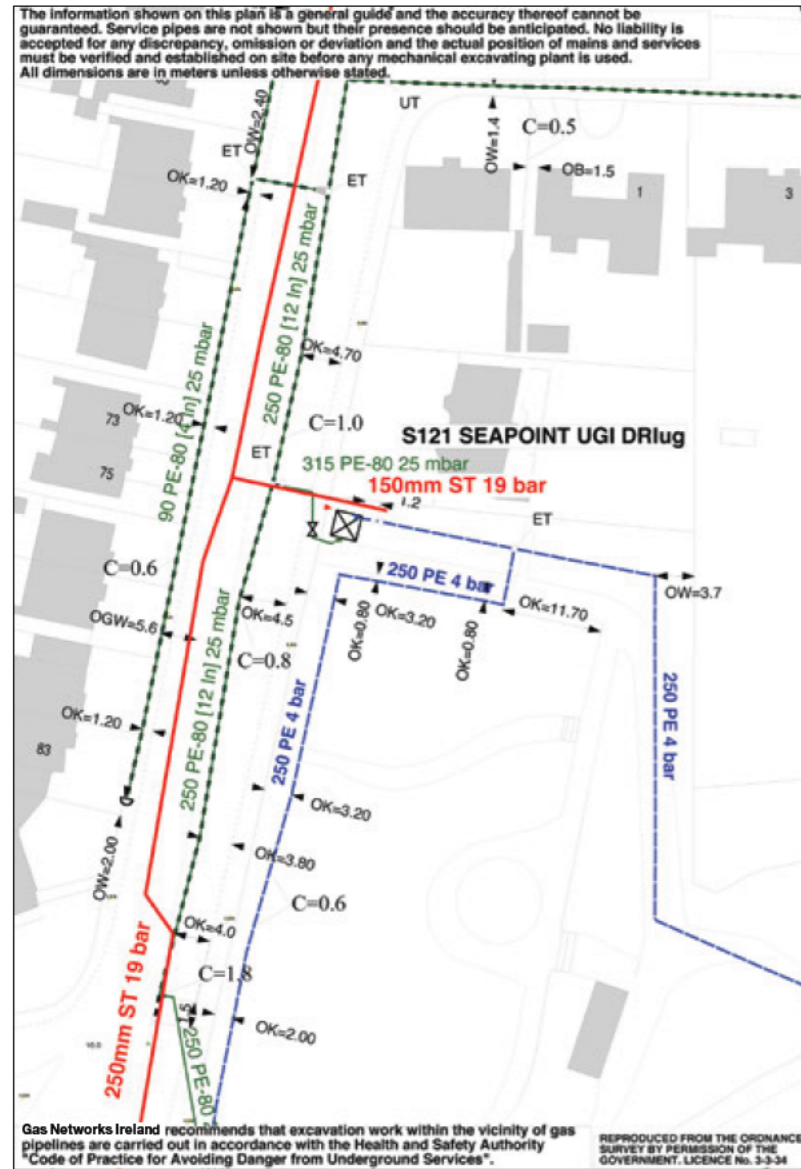 The information shown on this plan is a general guide and the accuracy thereof cannot be
guaranteed. Service pipes are not shown but their presence should be anticipated. No liability is
accepted for any discrepancy, omission or deviation and the actual position of mains and services
must be verified and established on site before any mechanical excavating plant is used.
All dimensions are in meters unless otherwise stated.
OW=2.40
UT
C=0.5
OW=1.4
ET
OK=1.20
ET
OB=1.5
1
3
250 PE-80 [12 In] 25 mbar
90 PE-80 [4 in] 25 mbar
OK=4.70
73
OK=1.20
C=1.0
S121 SEAPOINT UGI DRIug
ET
315 PE-80 25 mbar
75
150mm ST 19 bar
1.2
ET
C=0.6
250 PE 4 bar
OW=3.7
OK=4.5
OK=0.80
OK=3.20
OK=0.80
OK=11.70
OGW=5.6
C=0.8
250 PE-80 [12 In] 25 mbar
250 PE 4 bar
250 PE 4 bar
OK=1.20
83
OK=3.20
OW=2.00
OK=3.80
C=0.6
OK=4.0
250mm ST 19 bar
C=1.8
1.5
OK=2.00
250 PE-80
10.0
Gas Networks Ireland recommends that excavation work within the vicinity of gas
pipelines are carried out in accordance with the Health and Safety Authority
"Code of Practice for Avoiding Danger from Underground Services".
REPRODUCED FROM THE ORDNANCE
SURVEY BY PERMISSION OF THE
GOVERNMENT. LICENCE No. 3-3-34